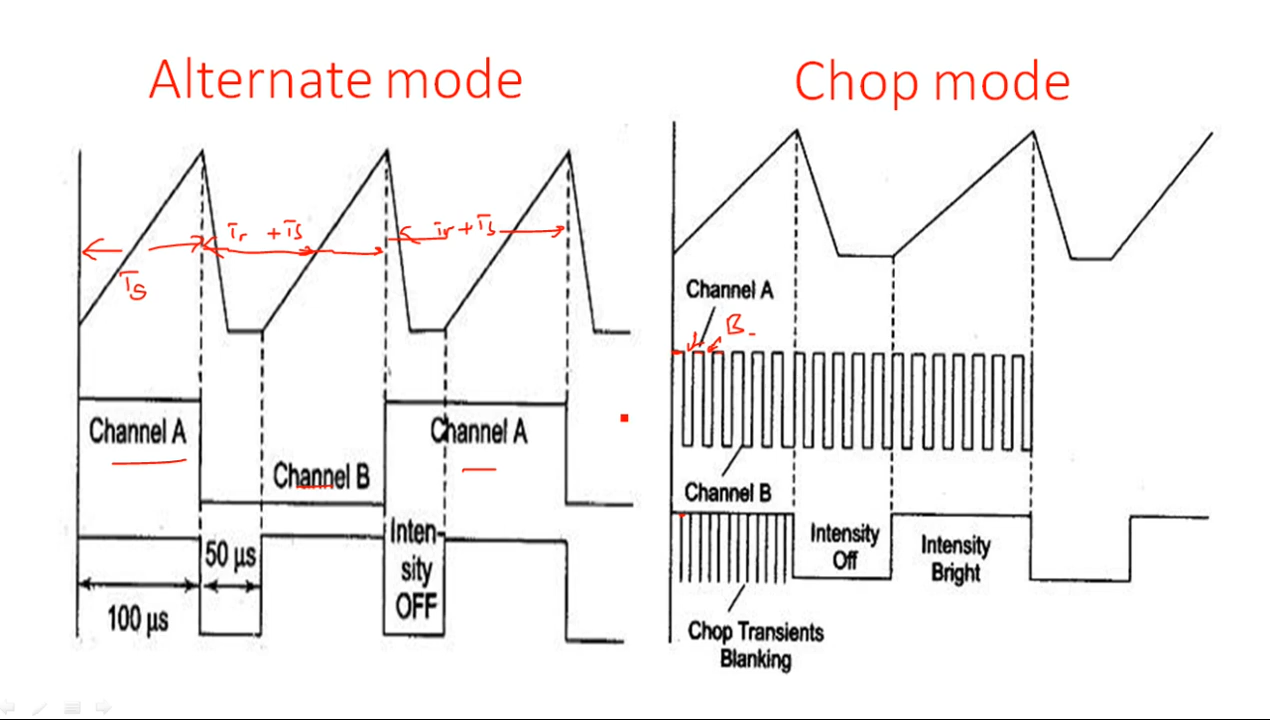 Alternate mode
Tr + Ts
Tr + Ts
Ts
Channel A
Channel A
Channel B
Inten-
sity
OFF
50 μs
100 μs
Chop mode
Channel A
B
Channel B
Intensity
Off
Intensity
Bright
Chop Transients
Blanking